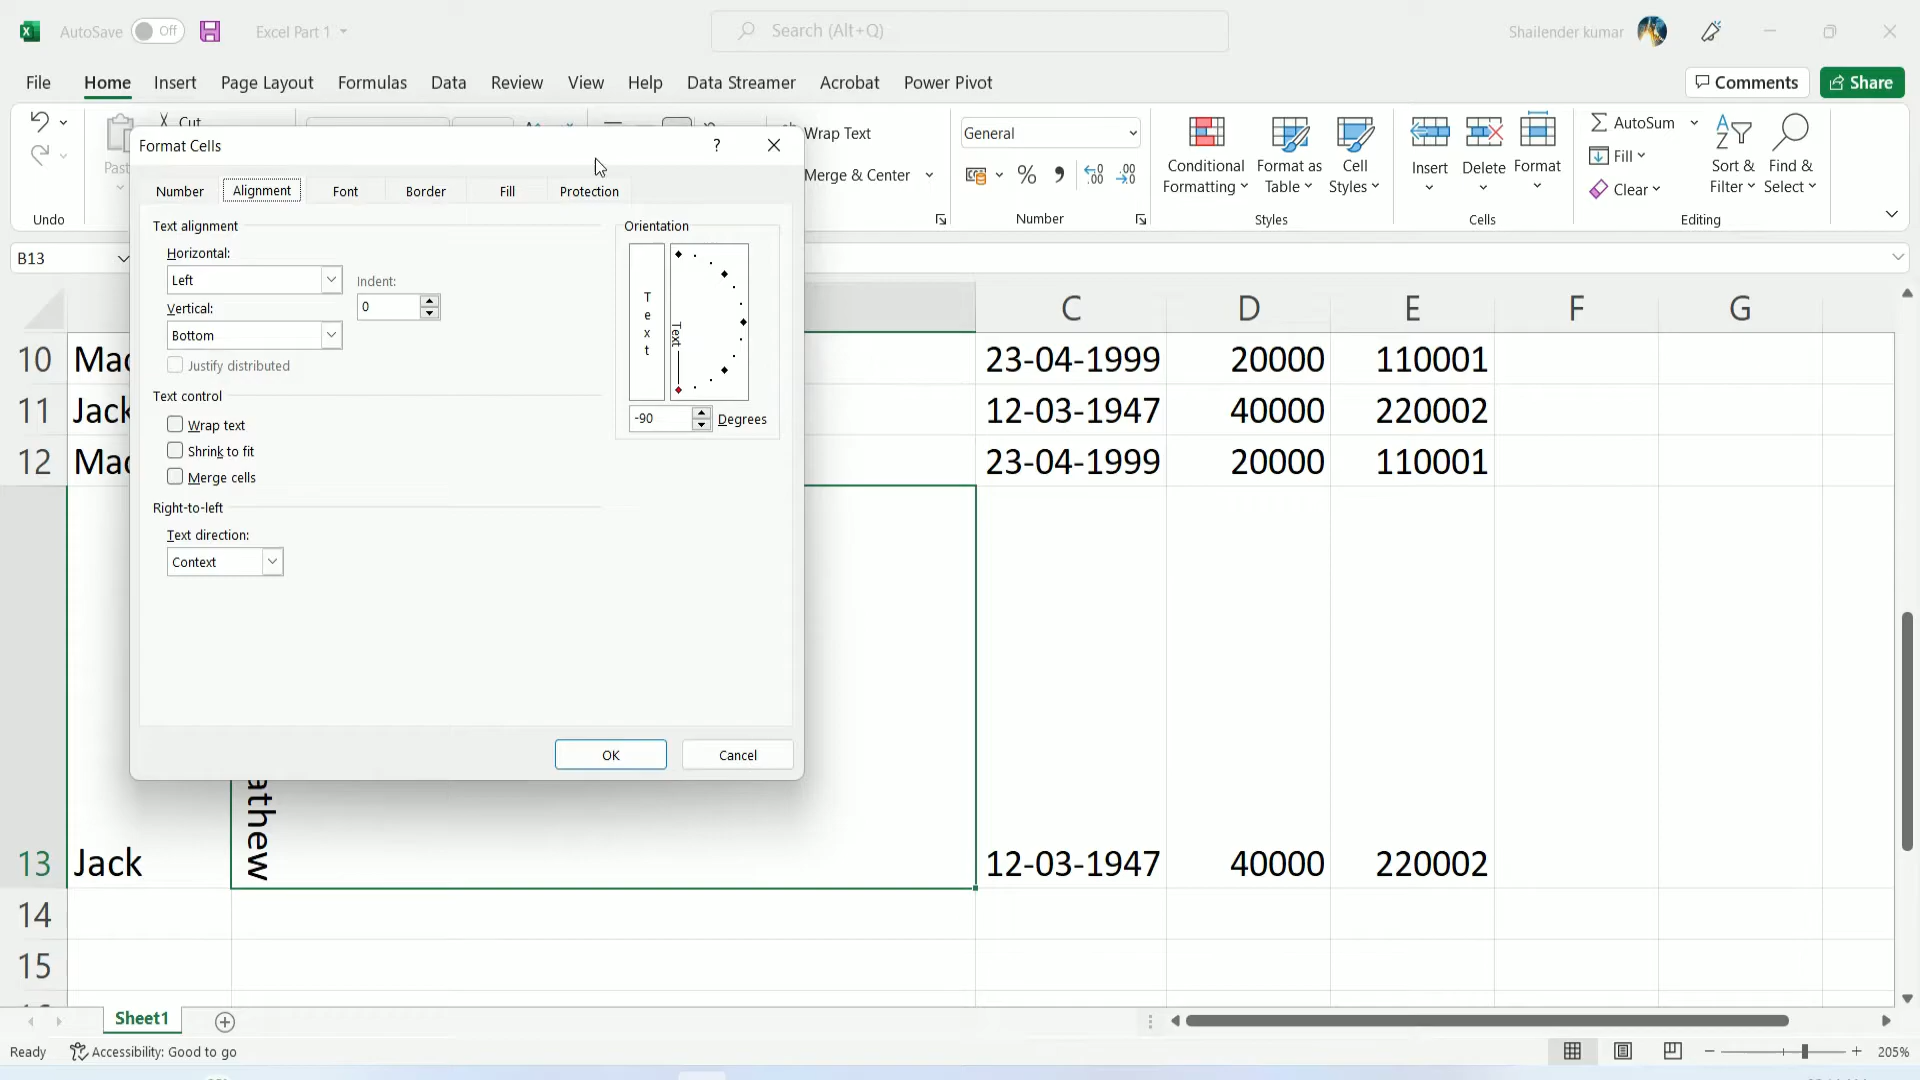 AutoSave Off Excel Part 1 Search (Alt+Q) Shailender kumar
File Home Insert Page Layout Formulas Data Review View Help Data Streamer Acrobat Power Pivot Comments Share
Cut
Wrap Text
Merge & Center
General
Conditional Formatting
Format as Table
Cell Styles
Insert
Delete
Format
AutoSum
Fill
Clear
Sort & Filter
Find & Select
Undo Number Styles Cells Editing
B13
Format Cells ?
Number Alignment Font Border Fill Protection
Text alignment
Horizontal:
Left
Indent:
0
Vertical:
Bottom
Justify distributed
Text control
Wrap text
Shrink to fit
Merge cells
Right-to-left
Text direction:
Context
Orientation
Text
Text
-90 Degrees
OK Cancel
C D E F G
10 23-04-1999 20000 110001
11 Jack 12-03-1947 40000 220002
12 23-04-1999 20000 110001
13 Jack athew 12-03-1947 40000 220002
14
15
Sheet1
Ready Accessibility: Good to go 205%